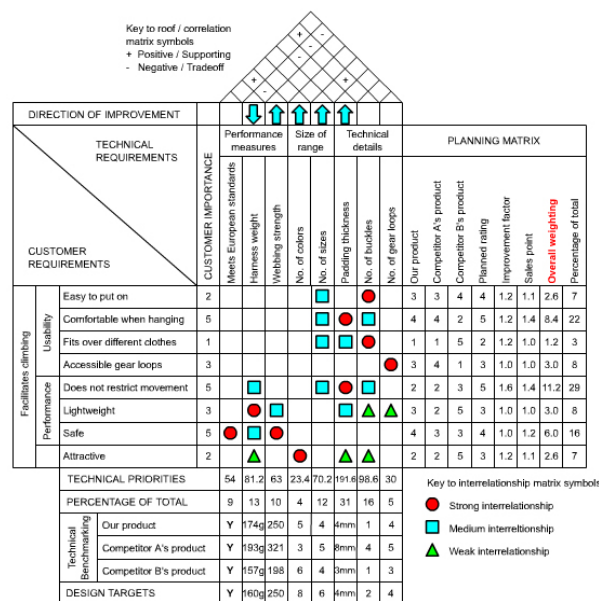 Key to roof / correlation
matrix symbols
+ Positive / Supporting
- Negative / Tradeoff
+ -
+ -
-
+ +
-
DIRECTION OF IMPROVEMENT
TECHNICAL
REQUIREMENTS
CUSTOMER
REQUIREMENTS
CUSTOMER IMPORTANCE
Performance
measures
Size of
range
Technical
details
PLANNING MATRIX
Meets European standards
Harness weight
Webbing strength
No. of colors
No. of sizes
Padding thickness
No. of buckles
No. of gear loops
Our product
Competitor A's product
Competitor B's product
Planned rating
Improvement factor
Sales point
Overall weighting
Percentage of total
Facilitates climbing
Usability
Easy to put on 2 3 3 4 4 1.2 1.1 2.6 7
Comfortable when hanging 5 4 4 2 5 1.2 1.4 8.4 22
Fits over different clothes 1 1 1 5 2 1.2 1.0 1.2 3
Accessible gear loops 3 3 4 1 3 1.0 1.0 3.0 8
Performance
Does not restrict movement 5 2 2 3 5 1.6 1.4 11.2 29
Lightweight 3 3 2 5 3 1.0 1.0 3.0 8
Safe 5 4 3 3 4 1.0 1.2 6.0 16
Attractive 2 2 2 5 3 1.2 1.1 2.6 7
TECHNICAL PRIORITIES 54 81.2 63 23.4 70.2 191.6 98.6 30
PERCENTAGE OF TOTAL 9 13 10 4 12 31 16 5
Technical
Benchmarking
Our product Y 174g 250 5 4 4mm 1 4
Competitor A's product Y 193g 321 3 5 8mm 4 5
Competitor B's product Y 157g 198 6 4 3mm 1 3
DESIGN TARGETS Y 160g 250 8 6 4mm 2 4
Key to interrelationship matrix symbols
Strong interrelationship
Medium interreltionship
Weak interrelationship